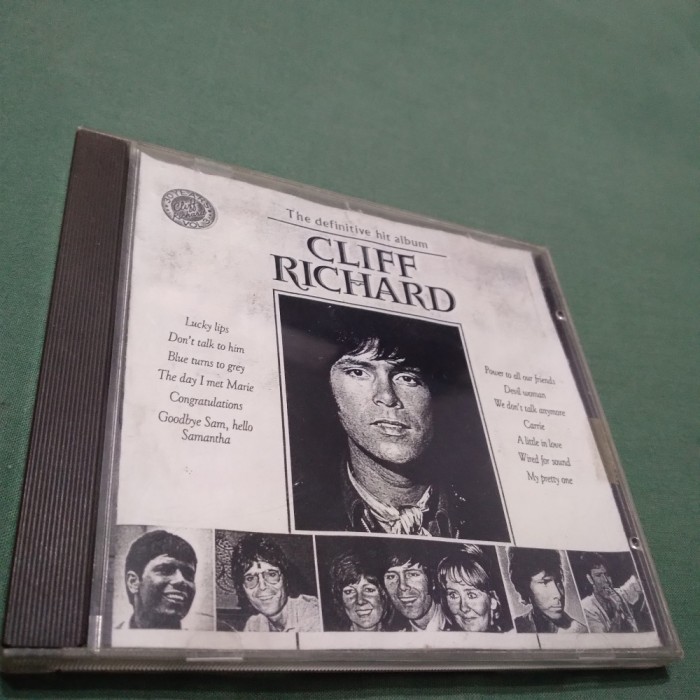 The definitive hit album
CLIFF
RICHARD
Lucky lips
Don't talk to him
Blue turns to grey
The day I met Marie
Congratulations
Goodbye Sam, hello
Samantha
Power to all our friends
Devil woman
We don't talk anymore
Carrie
A little in love
Wired for sound
My pretty one